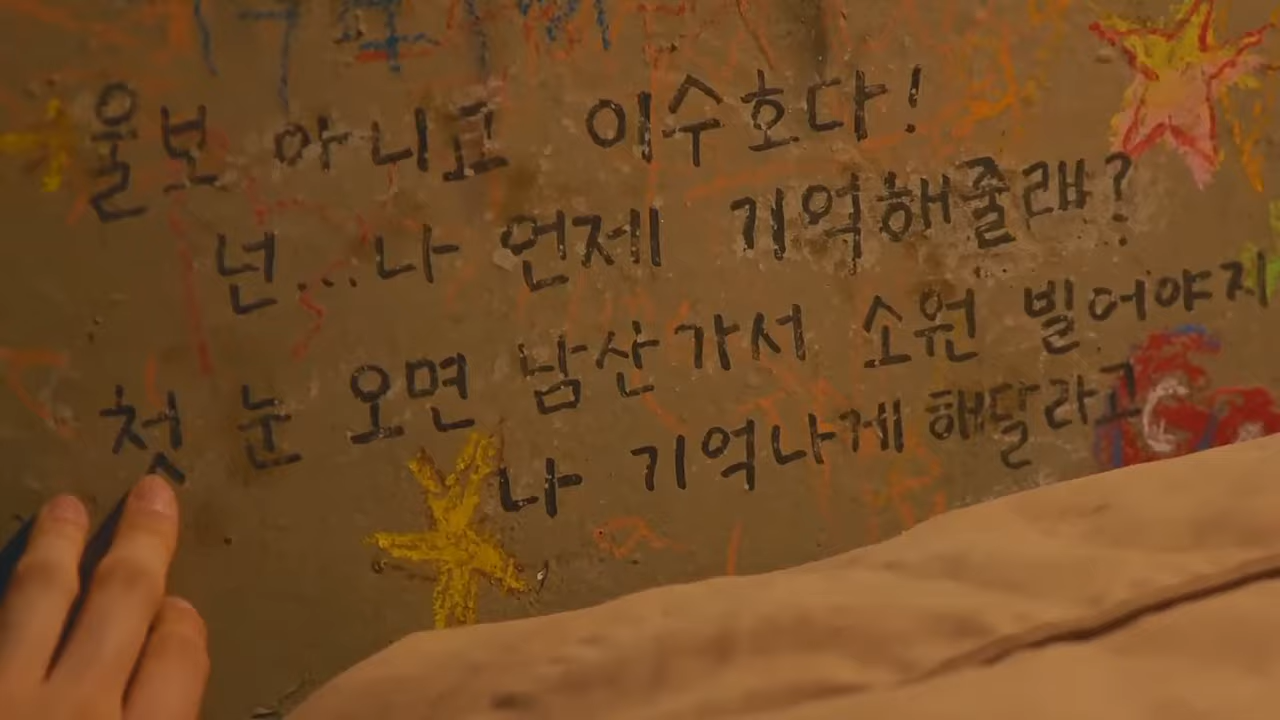 울보 아니고 이수호다!
넌...나 언제 기억해줄래?
첫 눈 오면 남산가서 소원 빌어야지
나 기억나게 해달라고